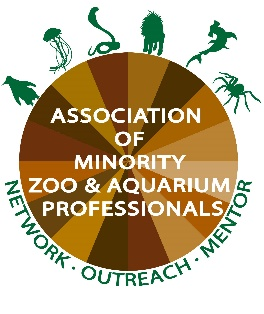 ASSOCIATION
OF
MINORITY
ZOO & AQUARIUM
PROFESSIONALS
NETWORK · OUTREACH · MENTOR